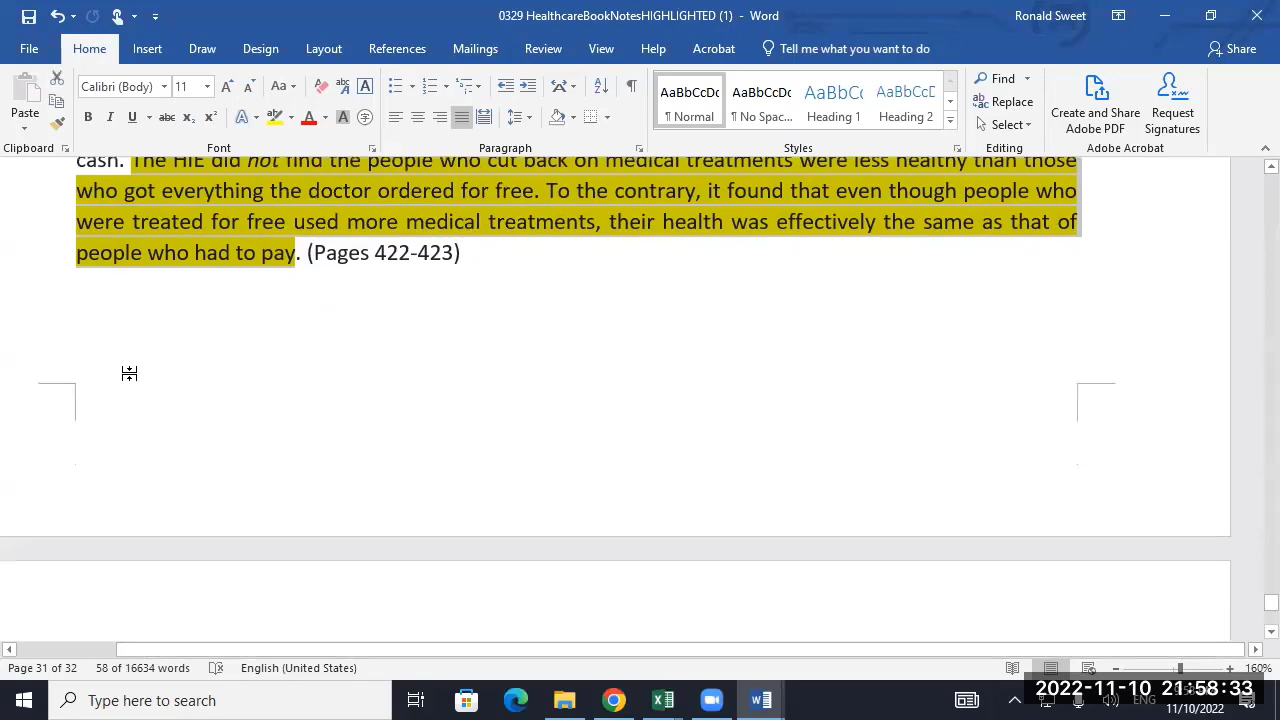 0329 HealthcareBookNotesHIGHLIGHTED (1) - Word
Ronald Sweet
File Home Insert Draw Design Layout References Mailings Review View Help Acrobat Tell me what you want to do Share
Paste
Calibri (Body) 11
Find
Replace
Select
AaBbCcDc AaBbCcDc AaBbCc AaBbCcD
¶ Normal ¶ No Spac... Heading 1 Heading 2
Create and Share Adobe PDF
Request Signatures
Clipboard Font Paragraph Styles Editing Adobe Acrobat
cash. The HIE did not find the people who cut back on medical treatments were less healthy than those
who got everything the doctor ordered for free. To the contrary, it found that even though people who
were treated for free used more medical treatments, their health was effectively the same as that of
people who had to pay. (Pages 422-423)
Page 31 of 32 58 of 16634 words English (United States) 160%
Type here to search
2022-11-10 21:58:33
ENG
11/10/2022